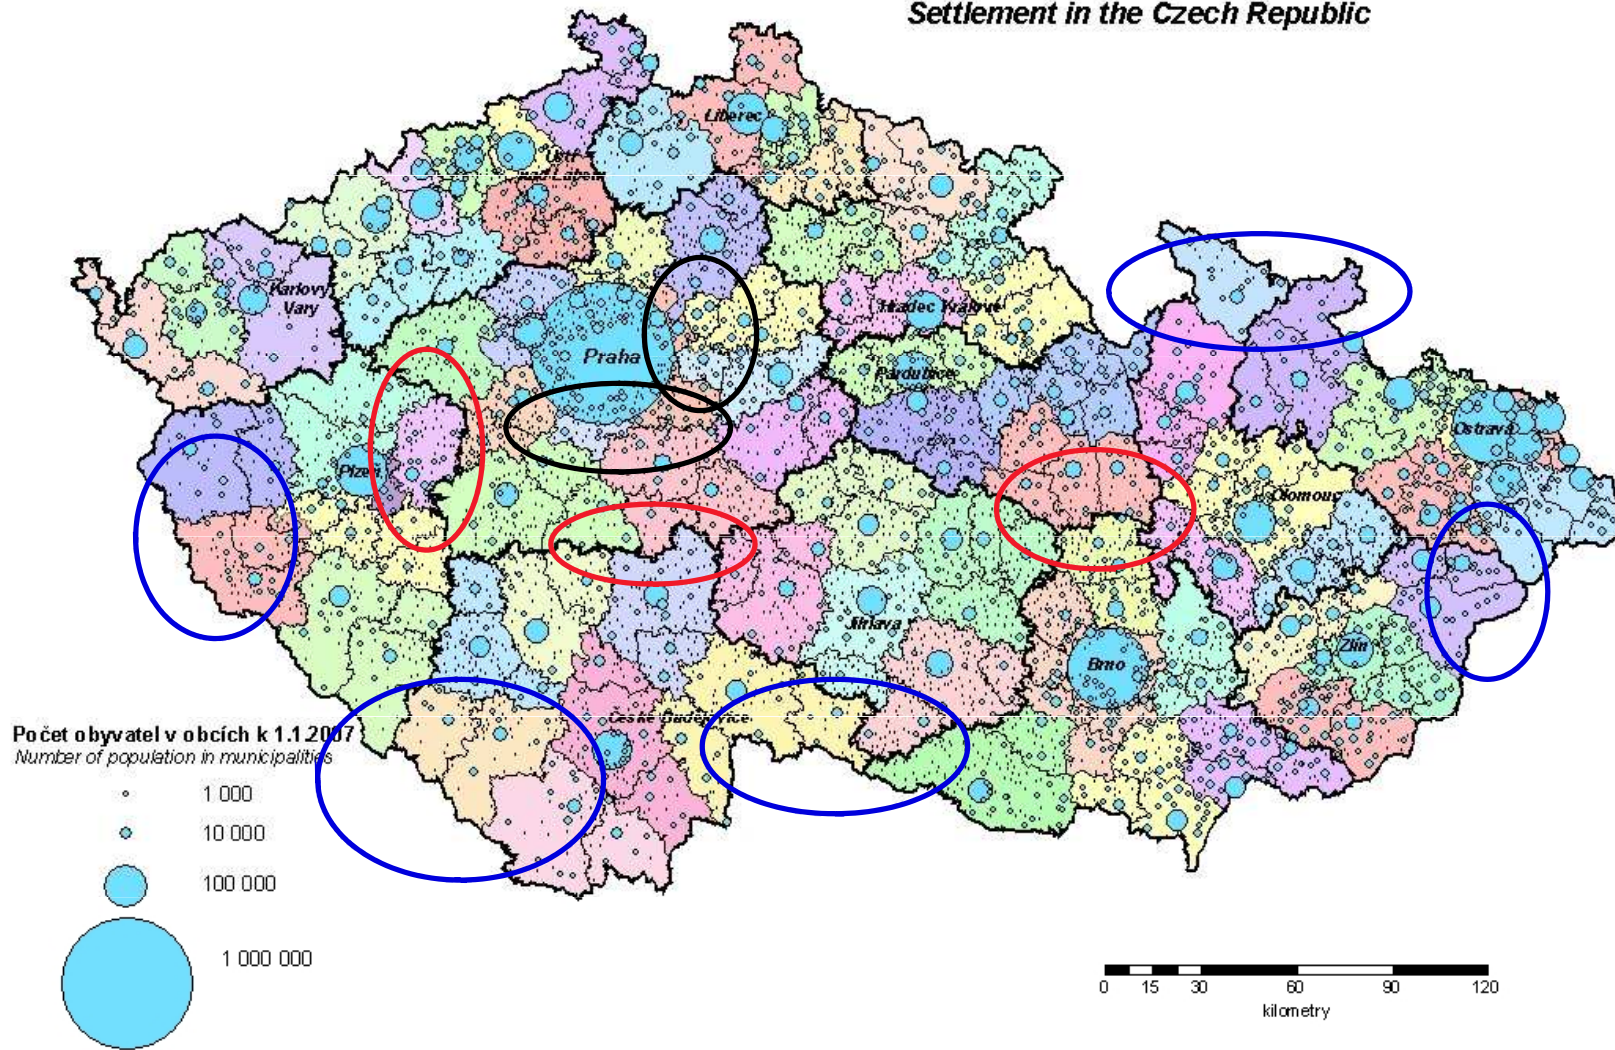 Settlement in the Czech Republic
Liberec
Ústí
nad Labem
Karlovy
Vary
Hradec Králové
Praha
Pardubice
Ostrava
Plzeň
Olomouc
Jihlava
Zlín
Brno
České Budějovice
Počet obyvatel v obcích k 1.1.2007
Number of population in municipalities
1 000
10 000
100 000
1 000 000
0 15 30 60 90 120
kilometry